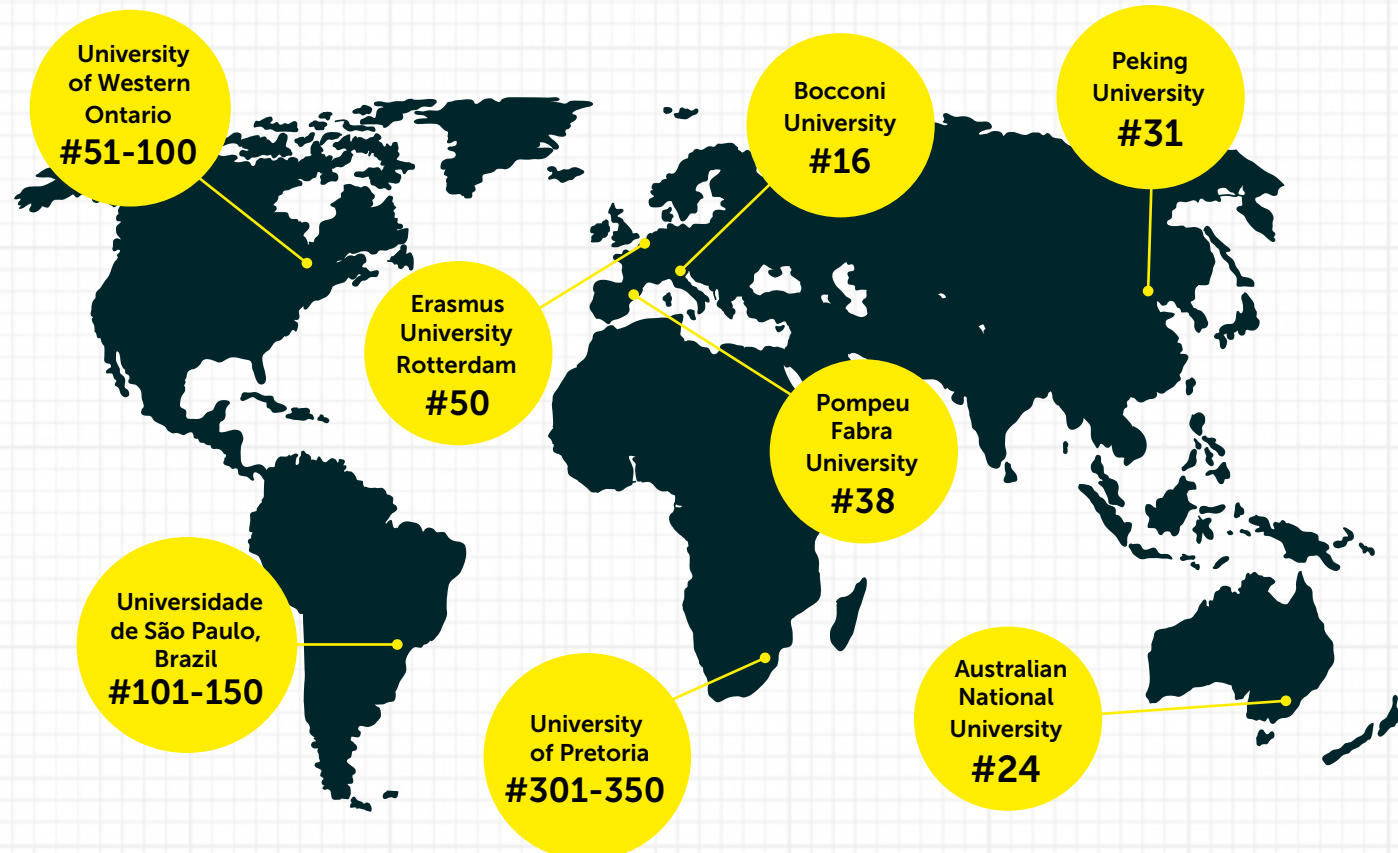 University
of Western
Ontario
#51-100
Bocconi
University
#16
Peking
University
#31
Erasmus
University
Rotterdam
#50
Pompeu
Fabra
University
#38
Universidade
de São Paulo,
Brazil
#101-150
University
of Pretoria
#301-350
Australian
National
University
#24